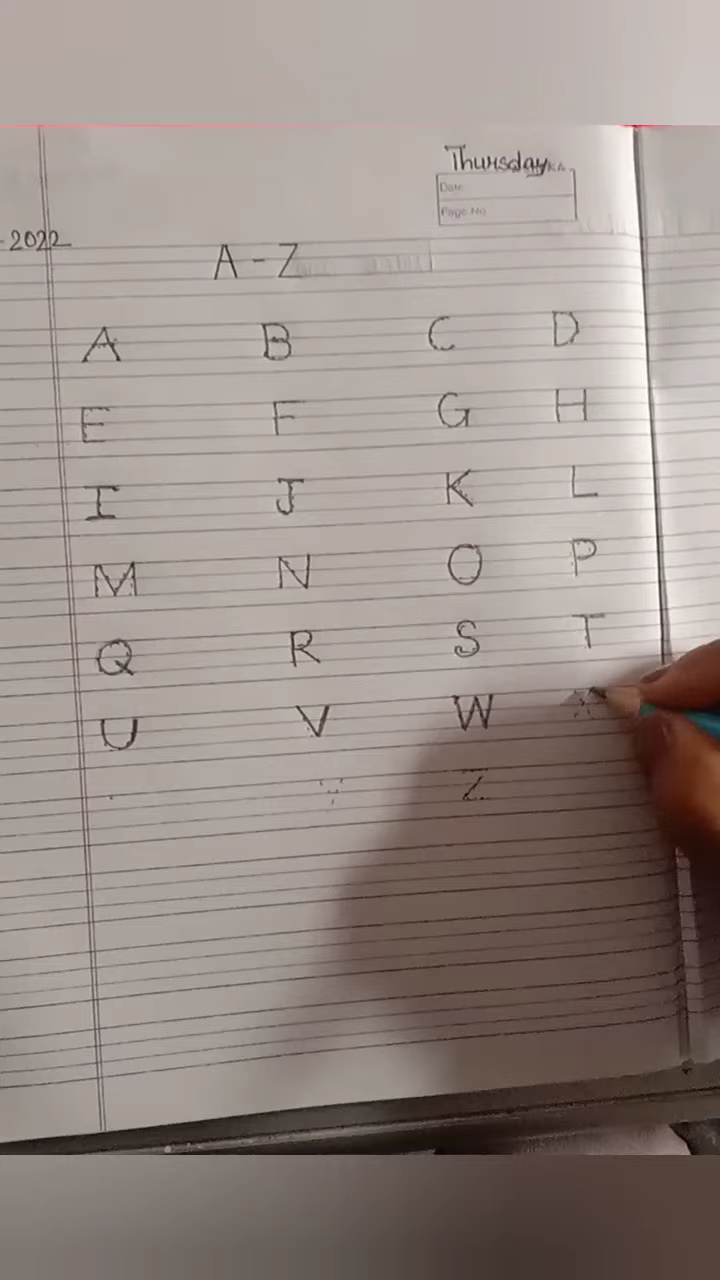 Thursday
Date
Page No
-2022
A-Z
A B C D
E F G H
I J K L
M N O P
Q R S T
U V W X
Y Z